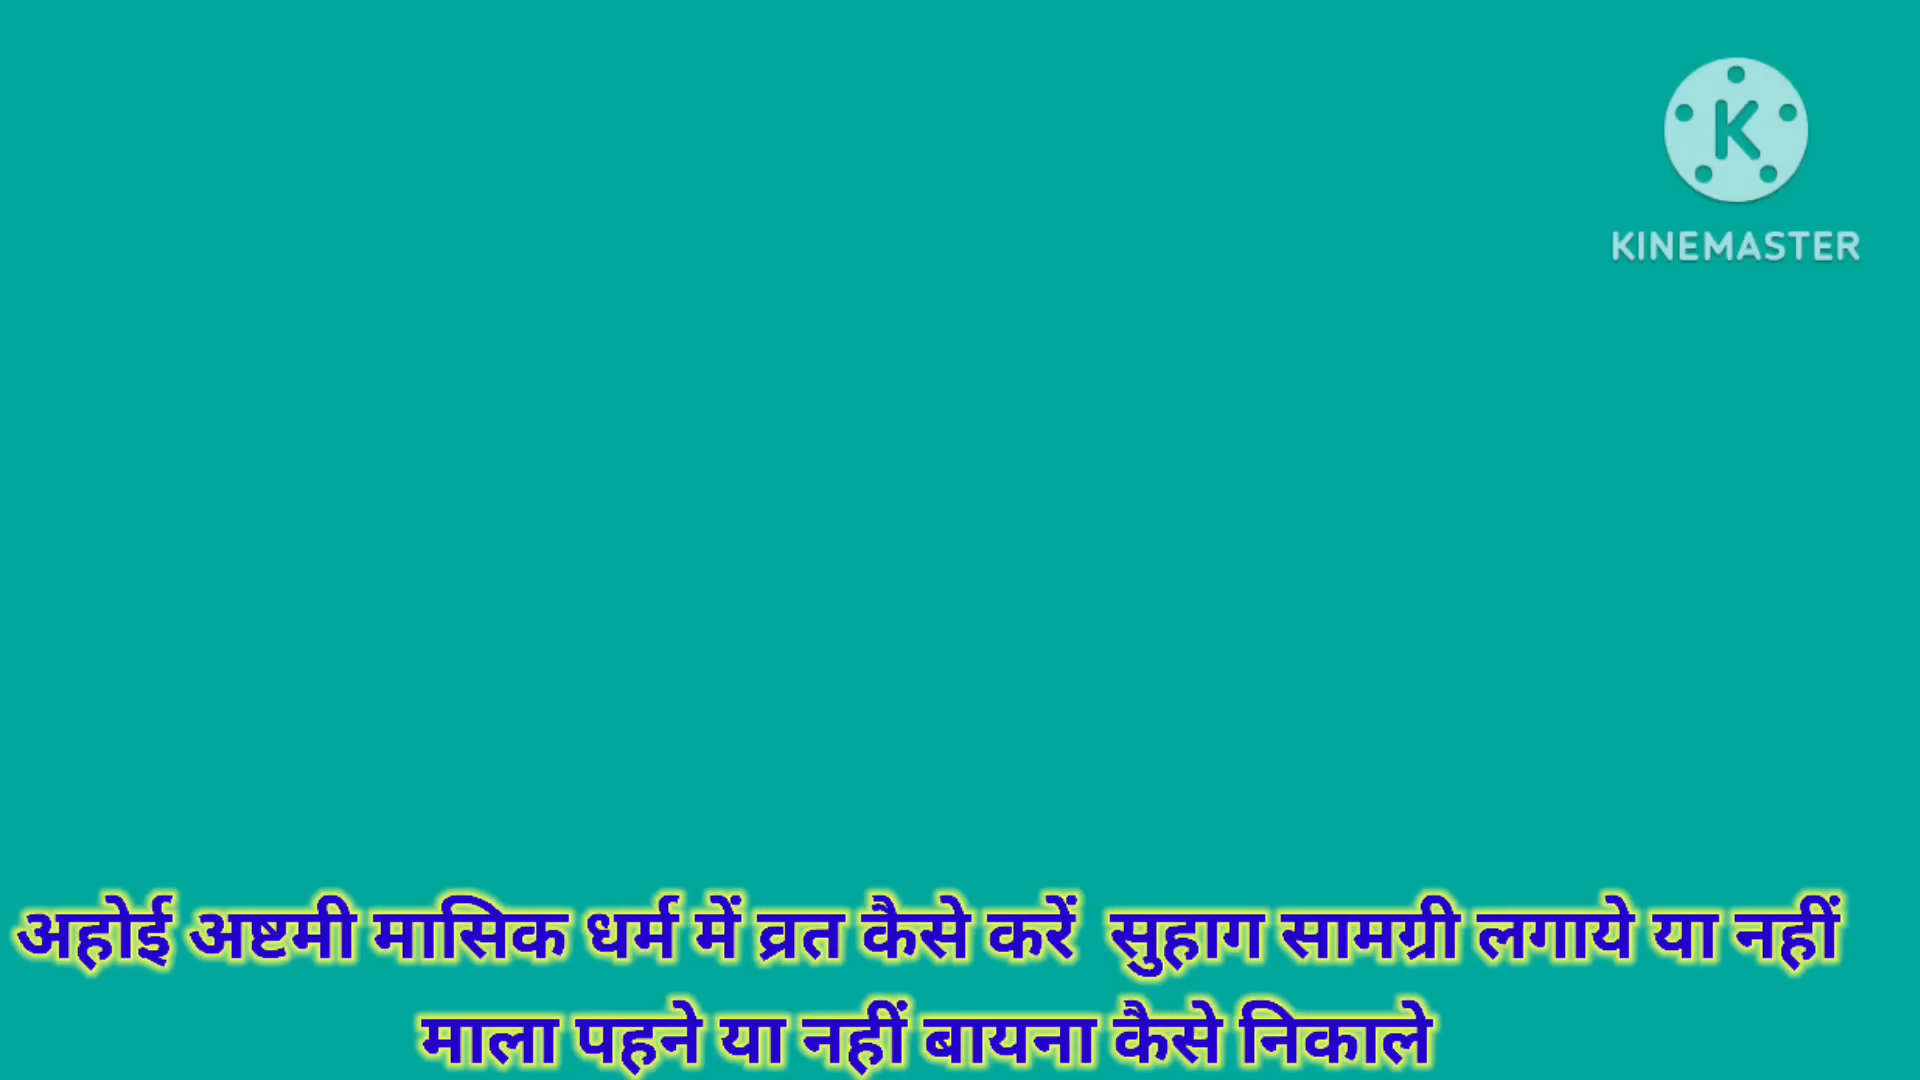 K
KINEMASTER
अहोई अष्टमी मासिक धर्म में व्रत कैसे करें सुहाग सामग्री लगाये या नहीं
माला पहने या नहीं बायना कैसे निकाले